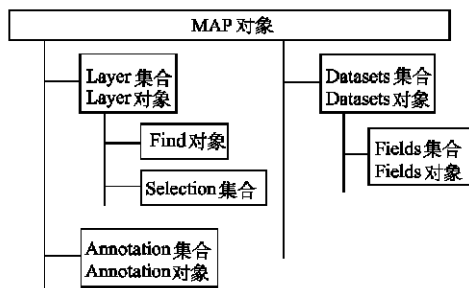 MAP 对象
Layer 集合
Layer 对象
Find 对象
Selection 集合
Annotation 集合
Annotation 对象
Datasets 集合
Datasets 对象
Fields 集合
Fields 对象